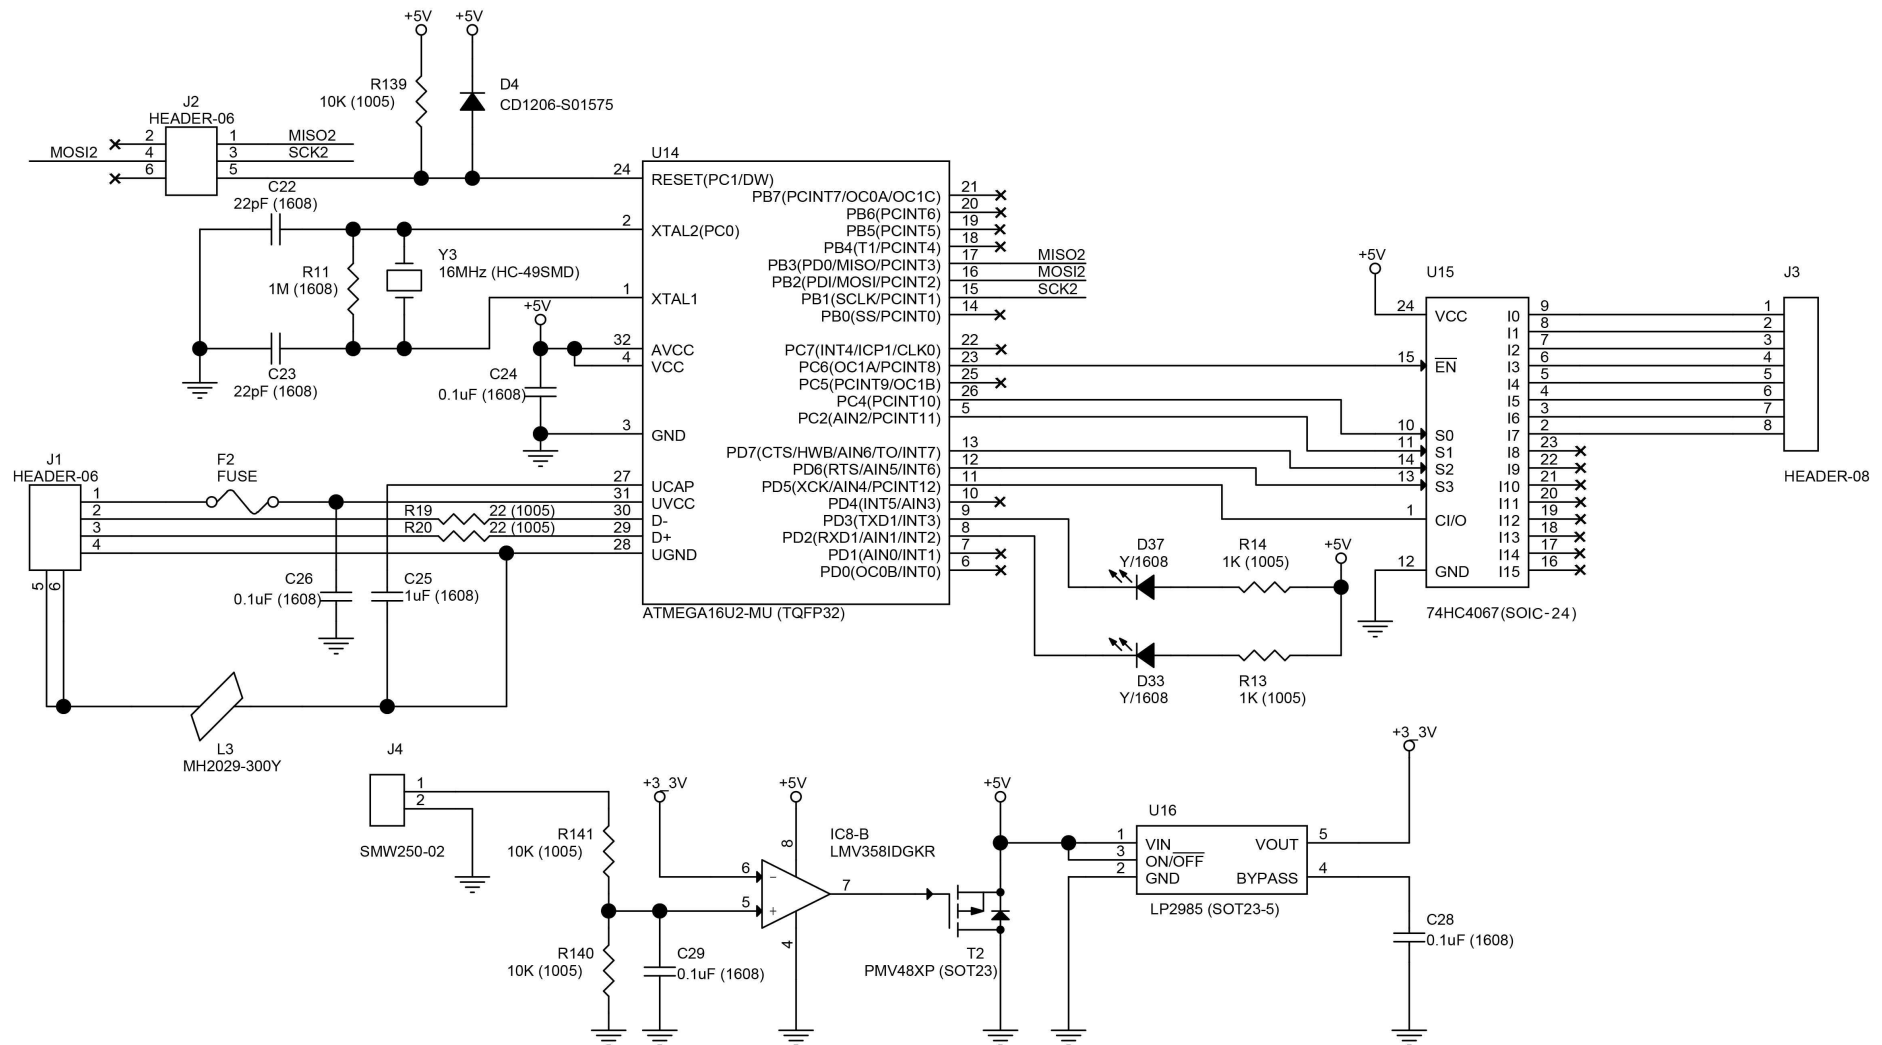 +5V
+5V
R139
10K (1005)
D4
CD1206-S01575
J2
HEADER-06
2
4
6
1
3
5
MOSI2
MISO2
SCK2
C22
22pF (1608)
R11
1M (1608)
Y3
16MHz (HC-49SMD)
C23
22pF (1608)
+5V
C24
0.1uF (1608)
U14
24
RESET(PC1/DW)
2
XTAL2(PC0)
1
XTAL1
32
AVCC
4
VCC
3
GND
27
UCAP
31
UVCC
30
D-
29
D+
28
UGND
PB7(PCINT7/OC0A/OC1C)
21
PB6(PCINT6)
20
PB5(PCINT5)
19
PB4(T1/PCINT4)
18
PB3(PD0/MISO/PCINT3)
17
MISO2
PB2(PDI/MOSI/PCINT2)
16
MOSI2
PB1(SCLK/PCINT1)
15
SCK2
PB0(SS/PCINT0)
14
PC7(INT4/ICP1/CLK0)
22
PC6(OC1A/PCINT8)
23
PC5(PCINT9/OC1B)
25
PC4(PCINT10)
26
PC2(AIN2/PCINT11)
5
PD7(CTS/HWB/AIN6/TO/INT7)
13
PD6(RTS/AIN5/INT6)
12
PD5(XCK/AIN4/PCINT12)
11
PD4(INT5/AIN3)
10
PD3(TXD1/INT3)
9
PD2(RXD1/AIN1/INT2)
8
PD1(AIN0/INT1)
7
PD0(OC0B/INT0)
6
ATMEGA16U2-MU (TQFP32)
J1
HEADER-06
1
2
3
4
5
6
F2
FUSE
R19
22 (1005)
R20
22 (1005)
C26
0.1uF (1608)
C25
1uF (1608)
L3
MH2029-300Y
D37
Y/1608
R14
1K (1005)
+5V
D33
Y/1608
R13
1K (1005)
+5V
U15
24
VCC
15
EN
10
S0
11
S1
14
S2
13
S3
1
CI/O
12
GND
I0
9
I1
8
I2
7
I3
6
I4
5
I5
4
I6
3
I7
2
I8
23
I9
22
I10
21
I11
20
I12
19
I13
18
I14
17
I15
16
74HC4067(SOIC-24)
J3
1
2
3
4
5
6
7
8
HEADER-08
J4
1
2
SMW250-02
R141
10K (1005)
R140
10K (1005)
+3_3V
C29
0.1uF (1608)
+5V
IC8-B
LMV358IDGKR
8
6
-
5
+
4
7
+5V
T2
PMV48XP (SOT23)
U16
1
VIN
3
ON/OFF
2
GND
VOUT
5
BYPASS
4
LP2985 (SOT23-5)
+3_3V
C28
0.1uF (1608)